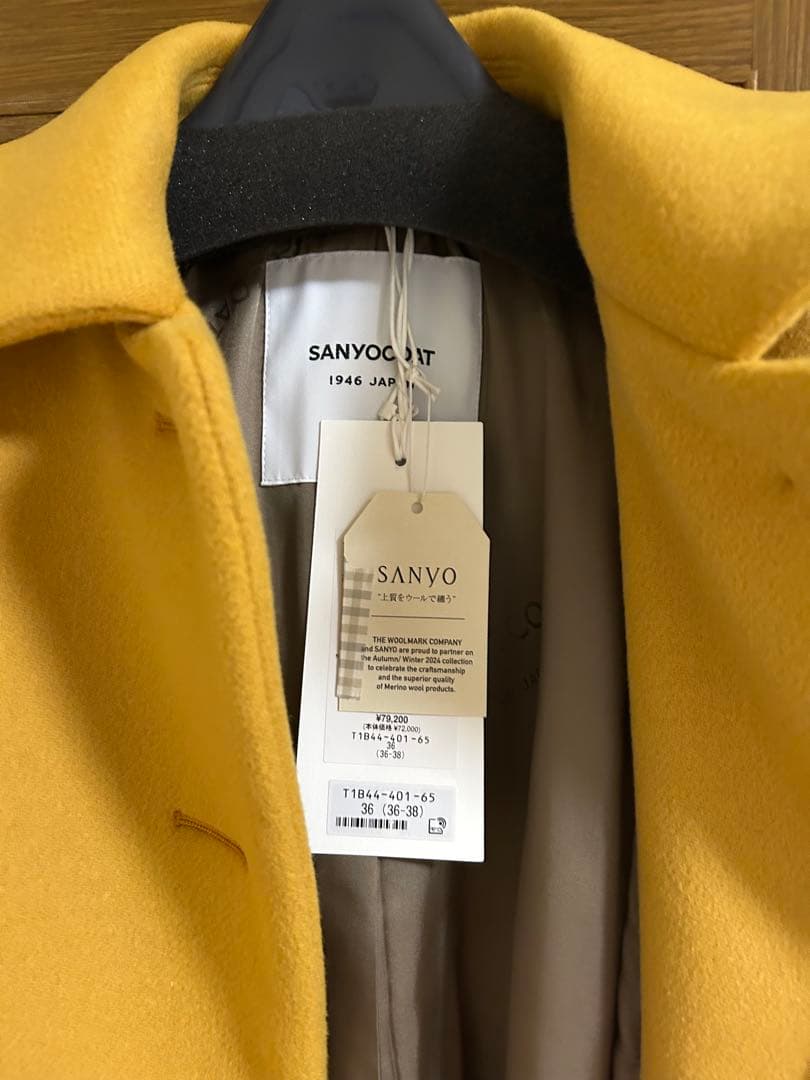 SANYOCOAT
1946 JAPAN
SANYO
"上質をウールで纏う"
THE WOOLMARK COMPANY
and SANYO are proud to partner on
the Autumn/ Winter 2024 collection
to celebrate the craftsmanship
and the superior quality
of Merino wool products.
¥79,200
(本体価格 ¥72,000)
T1B44-401-65
36
(36-38)
T1B44-401-65
36 (36-38)